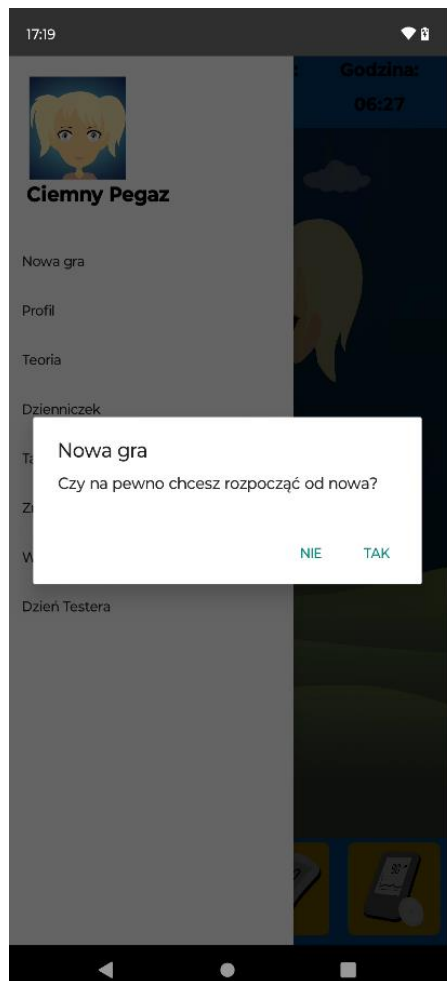 17:19
Godzina:
06:27
Ciemny Pegaz
Nowa gra
Profil
Teoria
Dzienniczek
Nowa gra
Czy na pewno chcesz rozpocząć od nowa?
NIE TAK
Dzień Testera